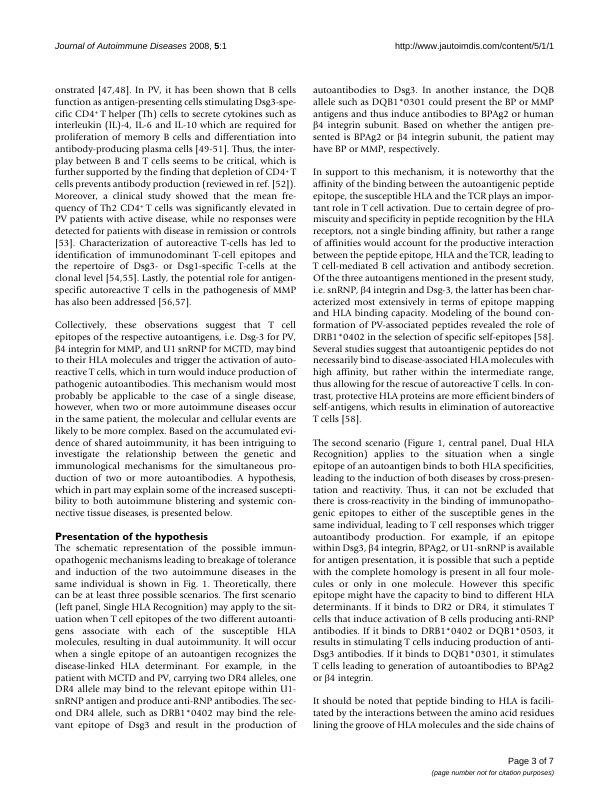 Journal of Autoimmune Diseases 2008, 5:1
http://www.jautoimdis.com/content/5/1/1
onstrated [47,48]. In PV, it has been shown that B cells
function as antigen-presenting cells stimulating Dsg3-spe-
cific CD4+ T helper (Th) cells to secrete cytokines such as
interleukin (IL)-4, IL-6 and IL-10 which are required for
proliferation of memory B cells and differentiation into
antibody-producing plasma cells [49-51]. Thus, the inter-
play between B and T cells seems to be critical, which is
further supported by the finding that depletion of CD4+ T
cells prevents antibody production (reviewed in ref. [52]).
Moreover, a clinical study showed that the mean fre-
quency of Th2 CD4+ T cells was significantly elevated in
PV patients with active disease, while no responses were
detected for patients with disease in remission or controls
[53]. Characterization of autoreactive T-cells has led to
identification of immunodominant T-cell epitopes and
the repertoire of Dsg3- or Dsg1-specific T-cells at the
clonal level [54,55]. Lastly, the potential role for antigen-
specific autoreactive T cells in the pathogenesis of MMP
has also been addressed [56,57].
Collectively, these observations suggest that T cell
epitopes of the respective autoantigens, i.e. Dsg-3 for PV,
β4 integrin for MMP, and U1 snRNP for MCTD, may bind
to their HLA molecules and trigger the activation of auto-
reactive T cells, which in turn would induce production of
pathogenic autoantibodies. This mechanism would most
probably be applicable to the case of a single disease,
however, when two or more autoimmune diseases occur
in the same patient, the molecular and cellular events are
likely to be more complex. Based on the accumulated evi-
dence of shared autoimmunity, it has been intriguing to
investigate the relationship between the genetic and
immunological mechanisms for the simultaneous pro-
duction of two or more autoantibodies. A hypothesis,
which in part may explain some of the increased suscepti-
bility to both autoimmune blistering and systemic con-
nective tissue diseases, is presented below.
Presentation of the hypothesis
The schematic representation of the possible immun-
opathogenic mechanisms leading to breakage of tolerance
and induction of the two autoimmune diseases in the
same individual is shown in Fig. 1. Theoretically, there
can be at least three possible scenarios. The first scenario
(left panel, Single HLA Recognition) may apply to the sit-
uation when T cell epitopes of the two different autoanti-
gens associate with each of the susceptible HLA
molecules, resulting in dual autoimmunity. It will occur
when a single epitope of an autoantigen recognizes the
disease-linked HLA determinant. For example, in the
patient with MCTD and PV, carrying two DR4 alleles, one
DR4 allele may bind to the relevant epitope within U1-
snRNP antigen and produce anti-RNP antibodies. The sec-
ond DR4 allele, such as DRB1*0402 may bind the rele-
vant epitope of Dsg3 and result in the production of
autoantibodies to Dsg3. In another instance, the DQB
allele such as DQB1*0301 could present the BP or MMP
antigens and thus induce antibodies to BPAg2 or human
β4 integrin subunit. Based on whether the antigen pre-
sented is BPAg2 or β4 integrin subunit, the patient may
have BP or MMP, respectively.
In support to this mechanism, it is noteworthy that the
affinity of the binding between the autoantigenic peptide
epitope, the susceptible HLA and the TCR plays an impor-
tant role in T cell activation. Due to certain degree of pro-
miscuity and specificity in peptide recognition by the HLA
receptors, not a single binding affinity, but rather a range
of affinities would account for the productive interaction
between the peptide epitope, HLA and the TCR, leading to
T cell-mediated B cell activation and antibody secretion.
Of the three autoantigens mentioned in the present study,
i.e. snRNP, β4 integrin and Dsg-3, the latter has been char-
acterized most extensively in terms of epitope mapping
and HLA binding capacity. Modeling of the bound con-
formation of PV-associated peptides revealed the role of
DRB1*0402 in the selection of specific self-epitopes [58].
Several studies suggest that autoantigenic peptides do not
necessarily bind to disease-associated HLA molecules with
high affinity, but rather within the intermediate range,
thus allowing for the rescue of autoreactive T cells. In con-
trast, protective HLA proteins are more efficient binders of
self-antigens, which results in elimination of autoreactive
T cells [58].
The second scenario (Figure 1, central panel, Dual HLA
Recognition) applies to the situation when a single
epitope of an autoantigen binds to both HLA specificities,
leading to the induction of both diseases by cross-presen-
tation and reactivity. Thus, it can not be excluded that
there is cross-reactivity in the binding of immunopatho-
genic epitopes to either of the susceptible genes in the
same individual, leading to T cell responses which trigger
autoantibody production. For example, if an epitope
within Dsg3, β4 integrin, BPAg2, or U1-snRNP is available
for antigen presentation, it is possible that such a peptide
with the complete homology is present in all four mole-
cules or only in one molecule. However this specific
epitope might have the capacity to bind to different HLA
determinants. If it binds to DR2 or DR4, it stimulates T
cells that induce activation of B cells producing anti-RNP
antibodies. If it binds to DRB1*0402 or DQB1*0503, it
results in stimulating T cells inducing production of anti-
Dsg3 antibodies. If it binds to DQB1*0301, it stimulates
T cells leading to generation of autoantibodies to BPAg2
or β4 integrin.
It should be noted that peptide binding to HLA is facili-
tated by the interactions between the amino acid residues
lining the groove of HLA molecules and the side chains of
Page 3 of 7
(page number not for citation purposes)